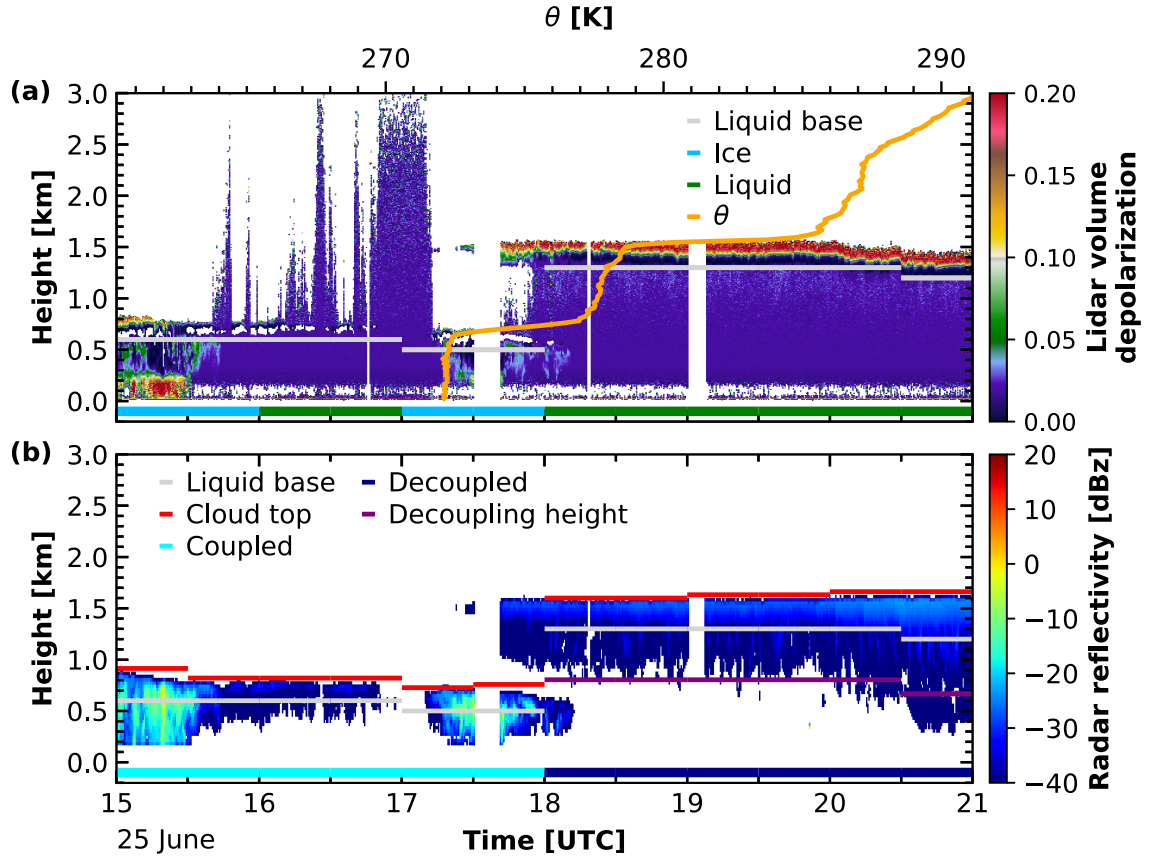 θ [K]
270 280 290
(a)
3.0
2.5
2.0
1.5
1.0
0.5
0.0
Height [km]
Liquid base
Ice
Liquid
θ
0.20
0.15
0.10
0.05
0.00
Lidar volume
depolarization
(b)
3.0
2.5
2.0
1.5
1.0
0.5
0.0
Height [km]
Liquid base
Cloud top
Coupled
Decoupled
Decoupling height
20
10
0
−10
−20
−30
−40
Radar reflectivity [dBz]
15 16 17 18 19 20 21
25 June
Time [UTC]